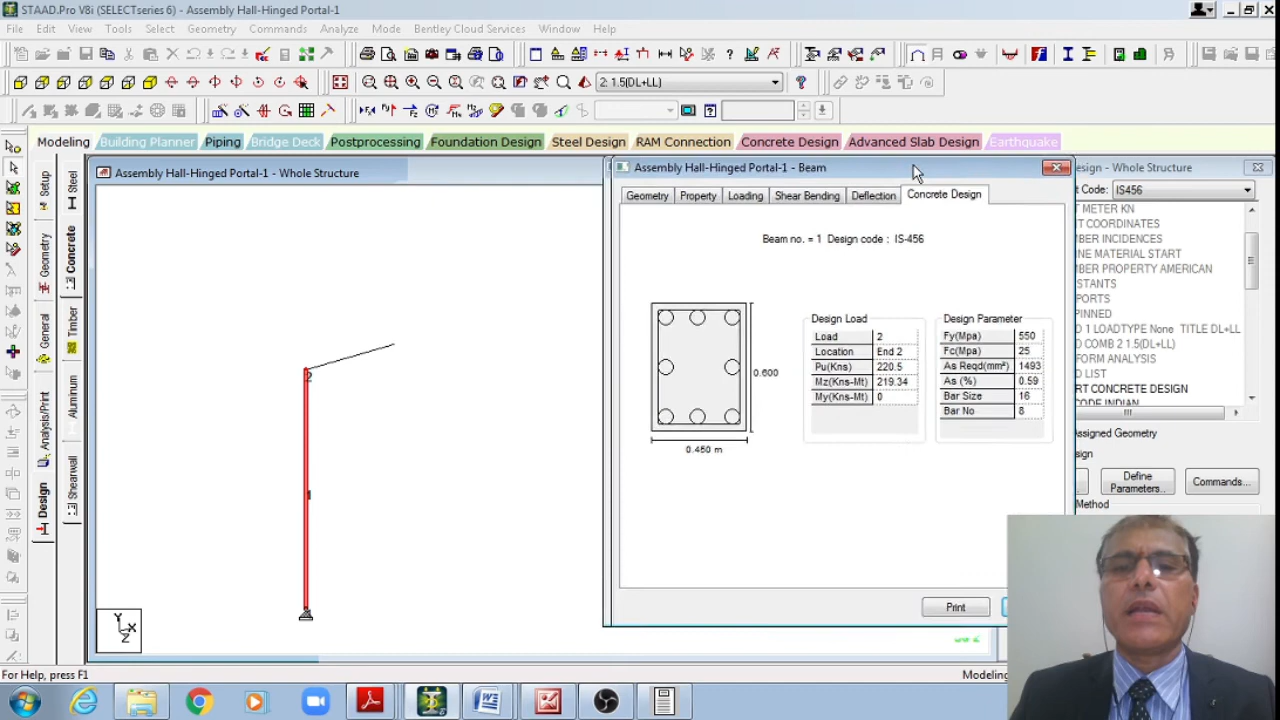 STAAD.Pro V8i (SELECTseries 6) - Assembly Hall-Hinged Portal-1
File Edit View Tools Select Geometry Commands Analyze Mode Bentley Cloud Services Window Help
2: 1.5(DL+LL)
Modeling Building Planner Piping Bridge Deck Postprocessing Foundation Design Steel Design RAM Connection Concrete Design Advanced Slab Design Earthquake
Setup
Geometry
General
Analysis/Print
Design
Steel
Concrete
Timber
Aluminum
Shearwall
Assembly Hall-Hinged Portal-1 - Whole Structure
2
1
Y
X
Z
Assembly Hall-Hinged Portal-1 - Beam
Geometry Property Loading Shear Bending Deflection Concrete Design
Beam no. = 1 Design code : IS-456
0.600
0.450 m
Design Load
Load 2
Location End 2
Pu(Kns) 220.5
Mz(Kns-Mt) 219.34
My(Kns-Mt) 0
Design Parameter
Fy(Mpa) 550
Fc(Mpa) 25
As Reqd(mm²) 1493
As (%) 0.59
Bar Size 16
Bar No 8
Print
esign - Whole Structure
t Code: IS456
T METER KN
T COORDINATES
MBER INCIDENCES
INE MATERIAL START
MBER PROPERTY AMERICAN
STANTS
PORTS
PINNED
D 1 LOADTYPE None TITLE DL+LL
D COMB 2 1.5(DL+LL)
FORM ANALYSIS
D LIST
RT CONCRETE DESIGN
DE INDIAN
Assigned Geometry
sign
Define
Parameters..
Commands...
Method
For Help, press F1
Modeling